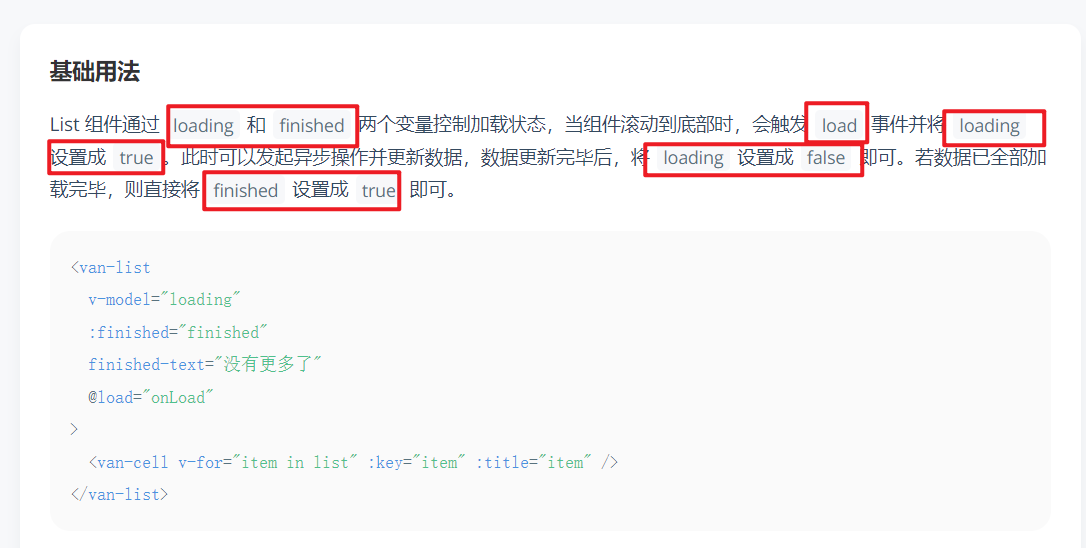 基础用法
List 组件通过 loading 和 finished 两个变量控制加载状态，当组件滚动到底部时，会触发 load 事件并将 loading
设置成 true 。此时可以发起异步操作并更新数据，数据更新完毕后，将 loading 设置成 false 即可。若数据已全部加
载完毕，则直接将 finished 设置成 true 即可。
<van-list
  v-model="loading"
  :finished="finished"
  finished-text="没有更多了"
  @load="onLoad"
>
  <van-cell v-for="item in list" :key="item" :title="item" />
</van-list>